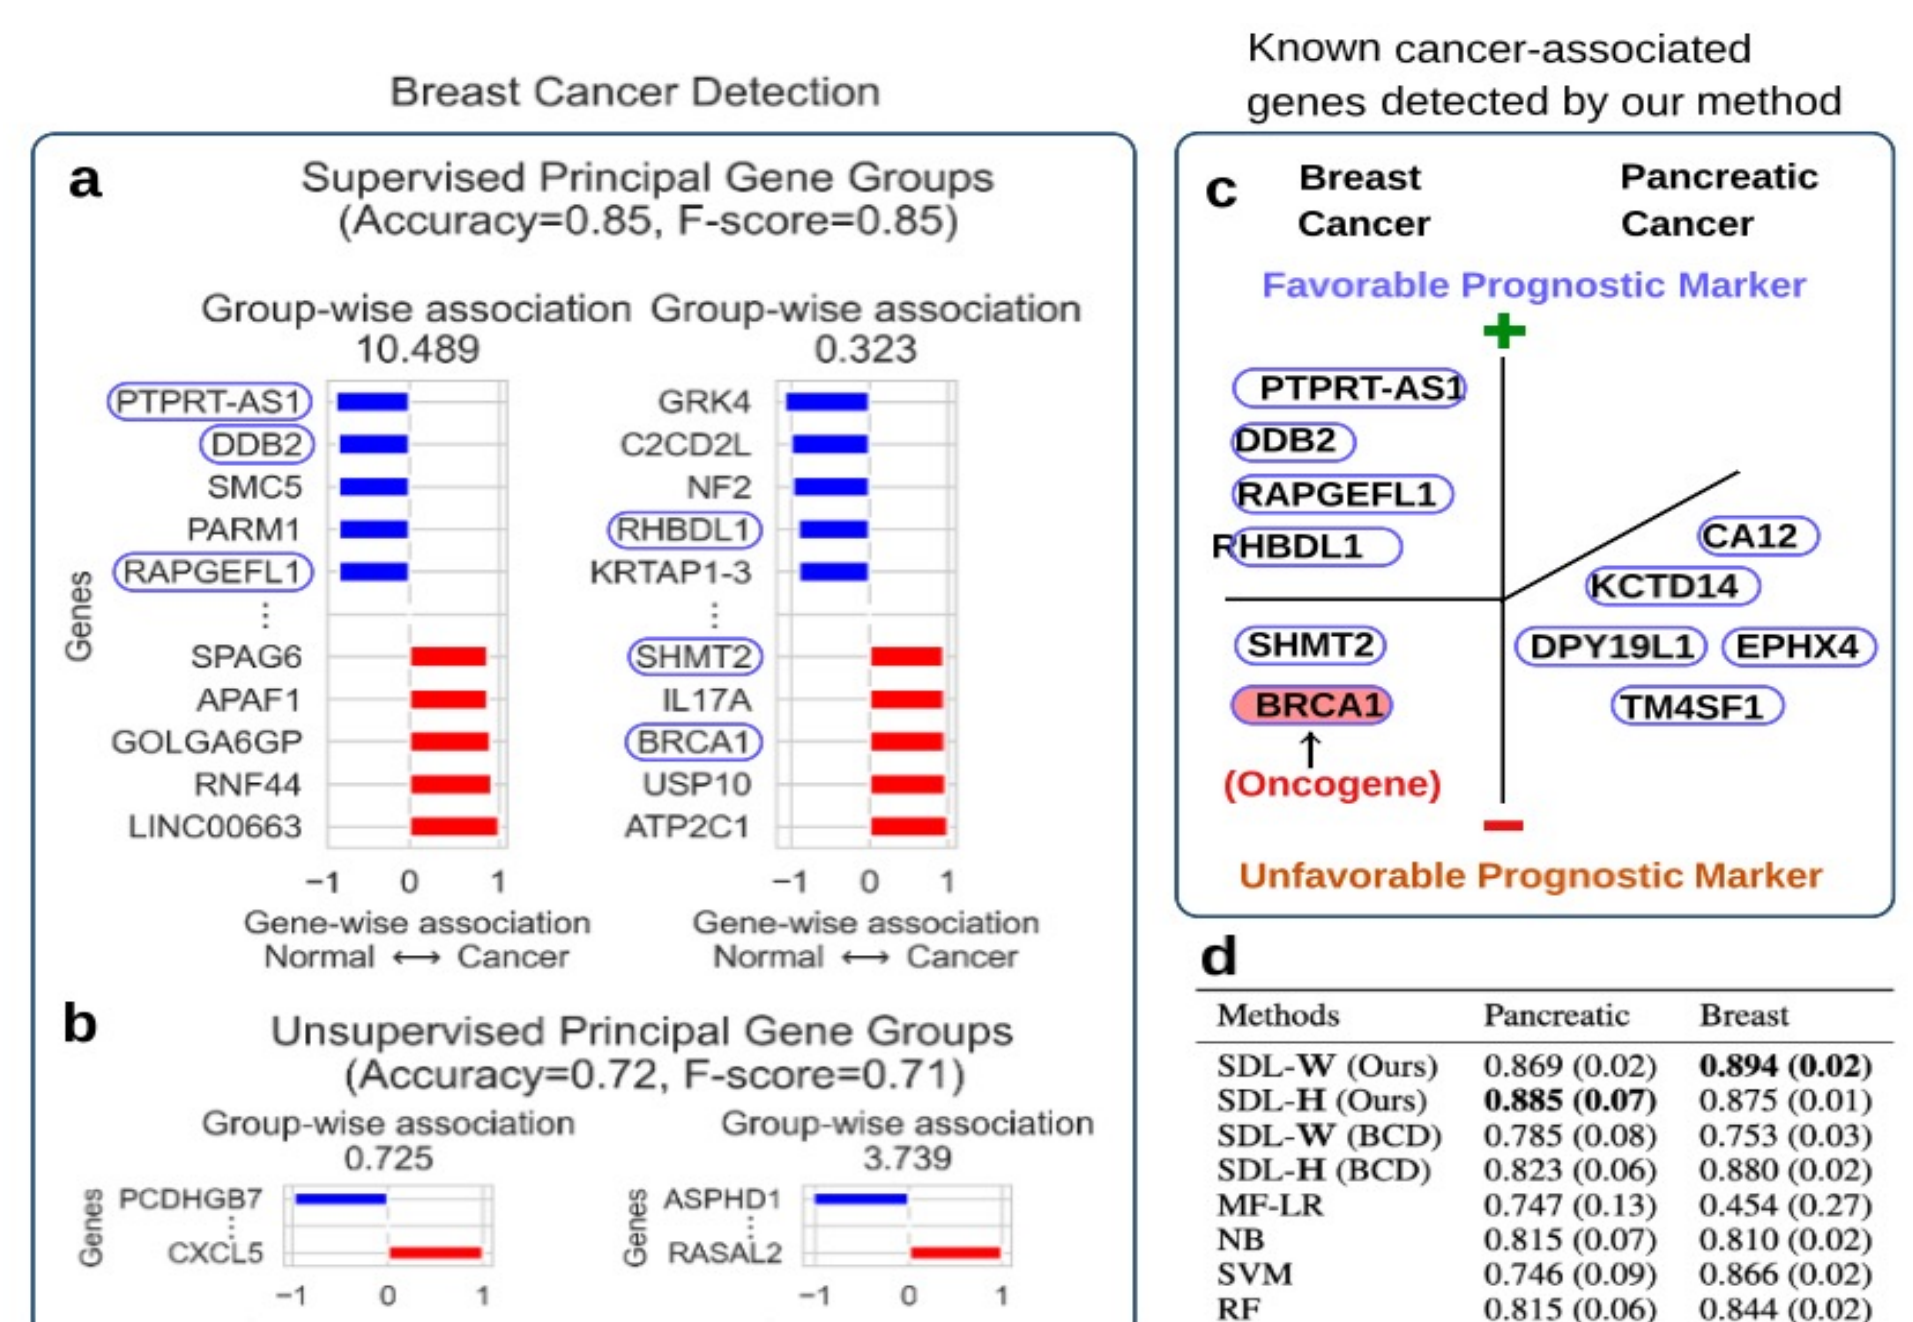 Breast Cancer Detection
a
Supervised Principal Gene Groups
(Accuracy=0.85, F-score=0.85)
Group-wise association
10.489
Genes
PTPRT-AS1
DDB2
SMC5
PARM1
RAPGEFL1
⋮
SPAG6
APAF1
GOLGA6GP
RNF44
LINC00663
−1 0 1
Gene-wise association
Normal ⟷ Cancer
Group-wise association
0.323
GRK4
C2CD2L
NF2
RHBDL1
KRTAP1-3
⋮
SHMT2
IL17A
BRCA1
USP10
ATP2C1
−1 0 1
Gene-wise association
Normal ⟷ Cancer
b
Unsupervised Principal Gene Groups
(Accuracy=0.72, F-score=0.71)
Group-wise association
0.725
Genes
PCDHGB7
⋮
CXCL5
−1 0 1
Group-wise association
3.739
Genes
ASPHD1
⋮
RASAL2
−1 0 1
Known cancer-associated
genes detected by our method
c
Breast
Cancer
Pancreatic
Cancer
Favorable Prognostic Marker
+
PTPRT-AS1
DDB2
RAPGEFL1
RHBDL1
CA12
KCTD14
SHMT2
DPY19L1 EPHX4
BRCA1
TM4SF1
↑
(Oncogene)
−
Unfavorable Prognostic Marker
d
Methods Pancreatic Breast
SDL-W (Ours) 0.869 (0.02) 0.894 (0.02)
SDL-H (Ours) 0.885 (0.07) 0.875 (0.01)
SDL-W (BCD) 0.785 (0.08) 0.753 (0.03)
SDL-H (BCD) 0.823 (0.06) 0.880 (0.02)
MF-LR 0.747 (0.13) 0.454 (0.27)
NB 0.815 (0.07) 0.810 (0.02)
SVM 0.746 (0.09) 0.866 (0.02)
RF 0.815 (0.06) 0.844 (0.02)